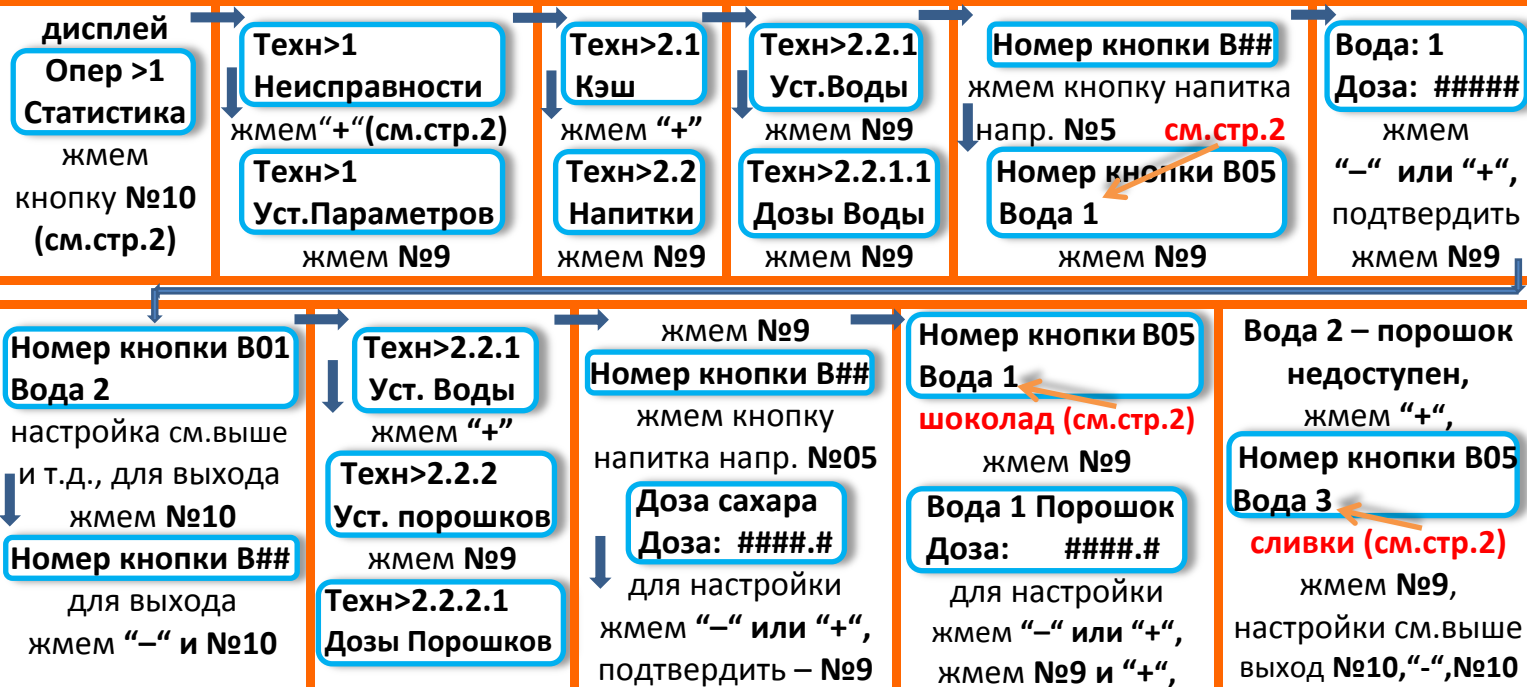 дисплей
Опер >1
Статистика
жмем
кнопку №10
(см.стр.2)
Техн>1
Неисправности
жмем“+“(см.стр.2)
Техн>1
Уст.Параметров
жмем №9
Техн>2.1
Кэш
жмем “+”
Техн>2.2
Напитки
жмем №9
Техн>2.2.1
Уст.Воды
жмем №9
Техн>2.2.1.1
Дозы Воды
жмем №9
Номер кнопки В##
жмем кнопку напитка
напр. №5 см.стр.2
Номер кнопки В05
Вода 1
жмем №9
Вода: 1
Доза: #####
жмем
“–“ или “+“,
подтвердить
жмем №9
Номер кнопки В01
Вода 2
настройка см.выше
и т.д., для выхода
жмем №10
Номер кнопки В##
для выхода
жмем “–“ и №10
Техн>2.2.1
Уст. Воды
жмем “+”
Техн>2.2.2
Уст. порошков
жмем №9
Техн>2.2.2.1
Дозы Порошков
жмем №9
Номер кнопки В##
жмем кнопку
напитка напр. №05
Доза сахара
Доза: ####.#
для настройки
жмем “–“ или “+“,
подтвердить – №9
Номер кнопки В05
Вода 1
шоколад (см.стр.2)
жмем №9
Вода 1 Порошок
Доза: ####.#
для настройки
жмем “–“ или “+“,
жмем №9 и “+“,
Вода 2 – порошок
недоступен,
жмем “+“,
Номер кнопки В05
Вода 3
сливки (см.стр.2)
жмем №9,
настройки см.выше
выход №10,“-“,№10